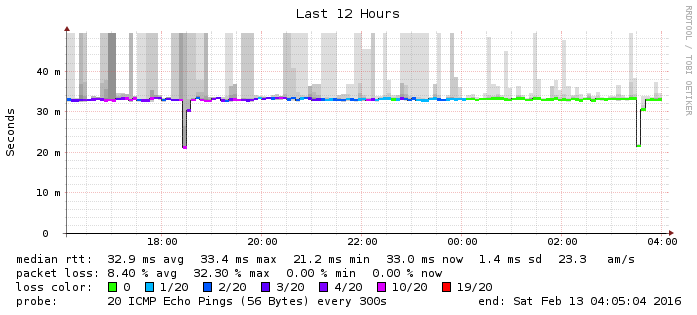 Last 12 Hours
RRDTOOL / TOBI OETIKER
Seconds
40 m
30 m
20 m
10 m
0
18:00 20:00 22:00 00:00 02:00 04:00
median rtt: 32.9 ms avg 33.4 ms max 21.2 ms min 33.0 ms now 1.4 ms sd 23.3 am/s
packet loss: 8.40 % avg 32.30 % max 0.00 % min 0.00 % now
loss color: 0 1/20 2/20 3/20 4/20 10/20 19/20
probe: 20 ICMP Echo Pings (56 Bytes) every 300s end: Sat Feb 13 04:05:04 2016